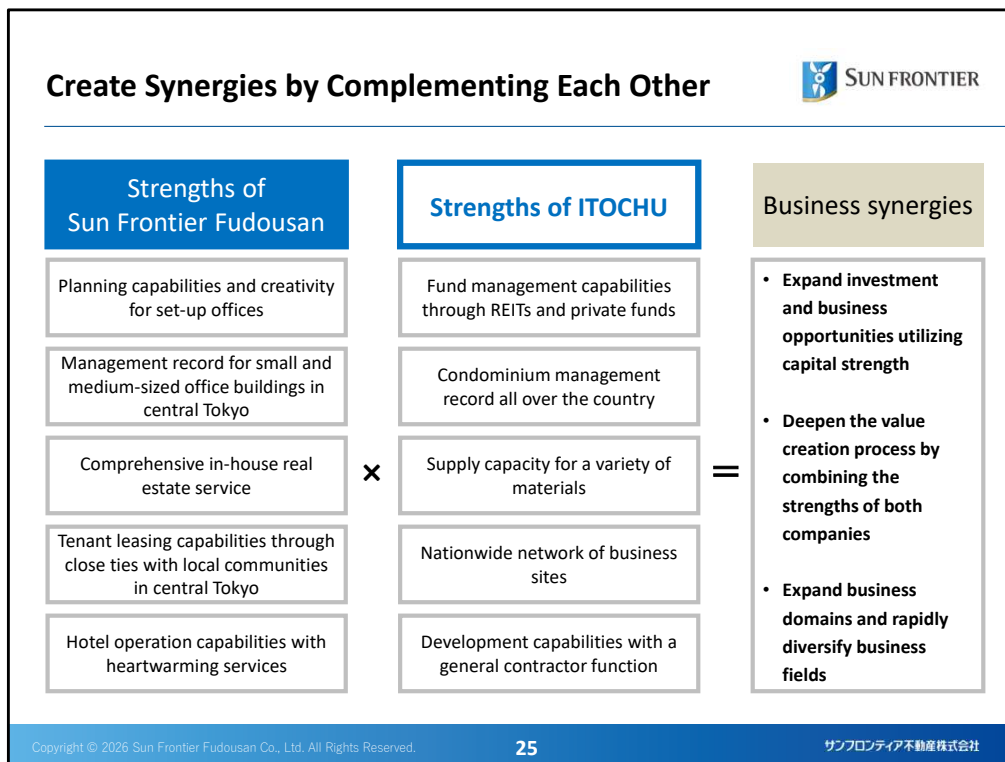 Create Synergies by Complementing Each Other
SUN FRONTIER
Strengths of
Sun Frontier Fudousan
Planning capabilities and creativity
for set-up offices
Management record for small and
medium-sized office buildings in
central Tokyo
Comprehensive in-house real
estate service
Tenant leasing capabilities through
close ties with local communities
in central Tokyo
Hotel operation capabilities with
heartwarming services
×
Strengths of ITOCHU
Fund management capabilities
through REITs and private funds
Condominium management
record all over the country
Supply capacity for a variety of
materials
Nationwide network of business
sites
Development capabilities with a
general contractor function
=
Business synergies
• Expand investment
and business
opportunities utilizing
capital strength
• Deepen the value
creation process by
combining the
strengths of both
companies
• Expand business
domains and rapidly
diversify business
fields
Copyright © 2026 Sun Frontier Fudousan Co., Ltd. All Rights Reserved.
25
サンフロンティア不動産株式会社